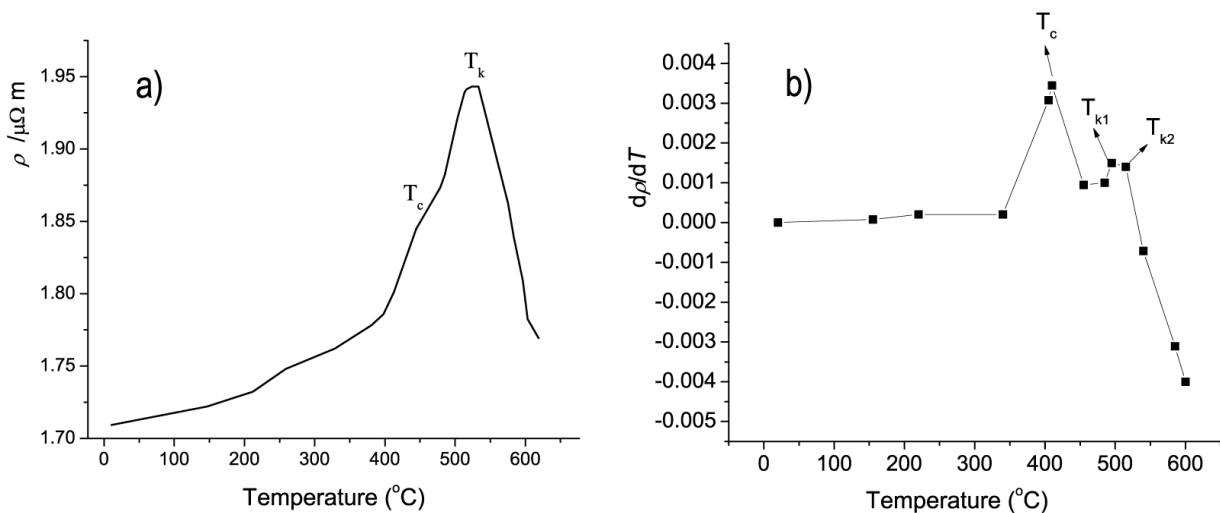 a)
T_k
T_c
1.95
1.90
1.85
1.80
1.75
1.70
ρ /μΩ m
0 100 200 300 400 500 600
Temperature (°C)
b)
T_c
T_k1
T_k2
0.004
0.003
0.002
0.001
0.000
-0.001
-0.002
-0.003
-0.004
-0.005
dρ/dT
0 100 200 300 400 500 600
Temperature (°C)